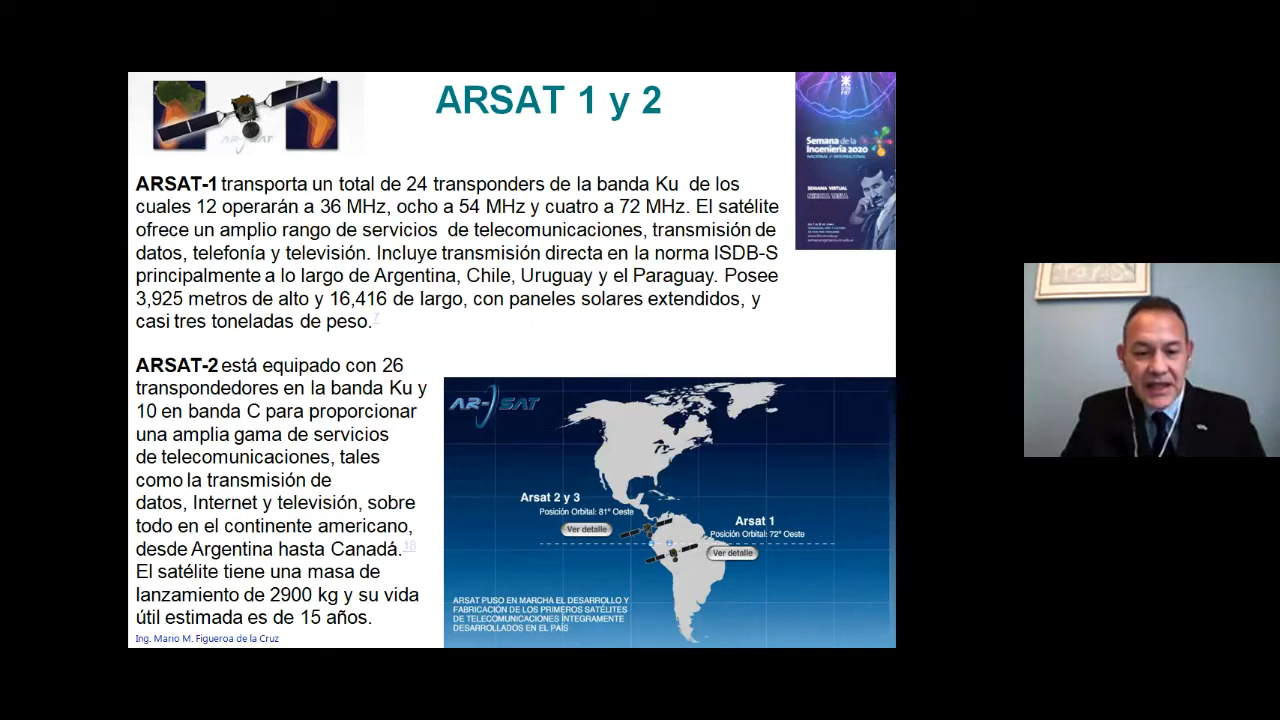 ARSAT 1 y 2
AR-SAT
Semana de la
Ingeniería 2020
NACIONAL Y INTERNACIONAL
SEMANA VIRTUAL
ARSAT-1 transporta un total de 24 transponders de la banda Ku de los
cuales 12 operarán a 36 MHz, ocho a 54 MHz y cuatro a 72 MHz. El satélite
ofrece un amplio rango de servicios de telecomunicaciones, transmisión de
datos, telefonía y televisión. Incluye transmisión directa en la norma ISDB-S
principalmente a lo largo de Argentina, Chile, Uruguay y el Paraguay. Posee
3,925 metros de alto y 16,416 de largo, con paneles solares extendidos, y
casi tres toneladas de peso.7
ARSAT-2 está equipado con 26
transpondedores en la banda Ku y
10 en banda C para proporcionar
una amplia gama de servicios
de telecomunicaciones, tales
como la transmisión de
datos, Internet y televisión, sobre
todo en el continente americano,
desde Argentina hasta Canadá.18
El satélite tiene una masa de
lanzamiento de 2900 kg y su vida
útil estimada es de 15 años.
Ing. Mario M. Figueroa de la Cruz
AR-SAT
Arsat 2 y 3
Posición Orbital: 81° Oeste
Ver detalle
Arsat 1
Posición Orbital: 72° Oeste
Ver detalle
ARSAT PUSO EN MARCHA EL DESARROLLO Y
FABRICACIÓN DE LOS PRIMEROS SATÉLITES
DE TELECOMUNICACIONES ÍNTEGRAMENTE
DESARROLLADOS EN EL PAÍS